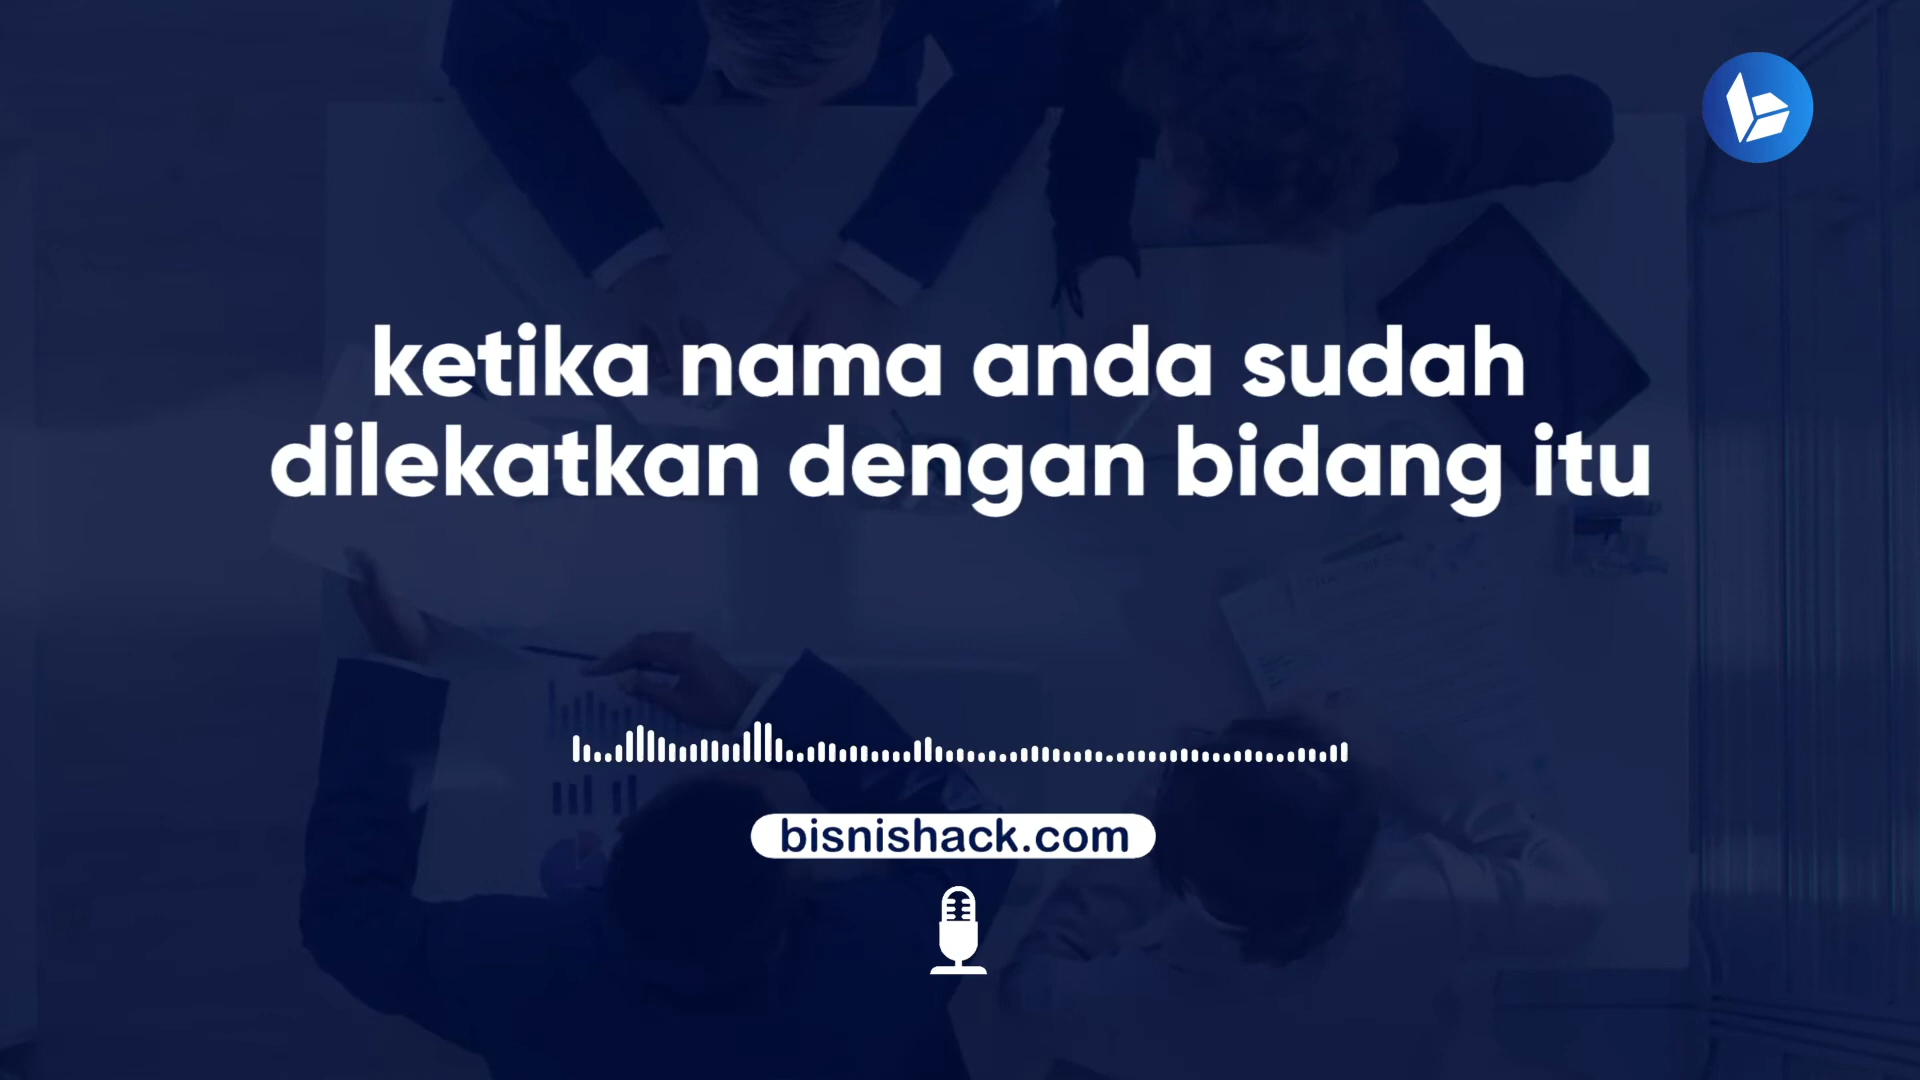 ketika nama anda sudah
dilekatkan dengan bidang itu
bisnishack.com